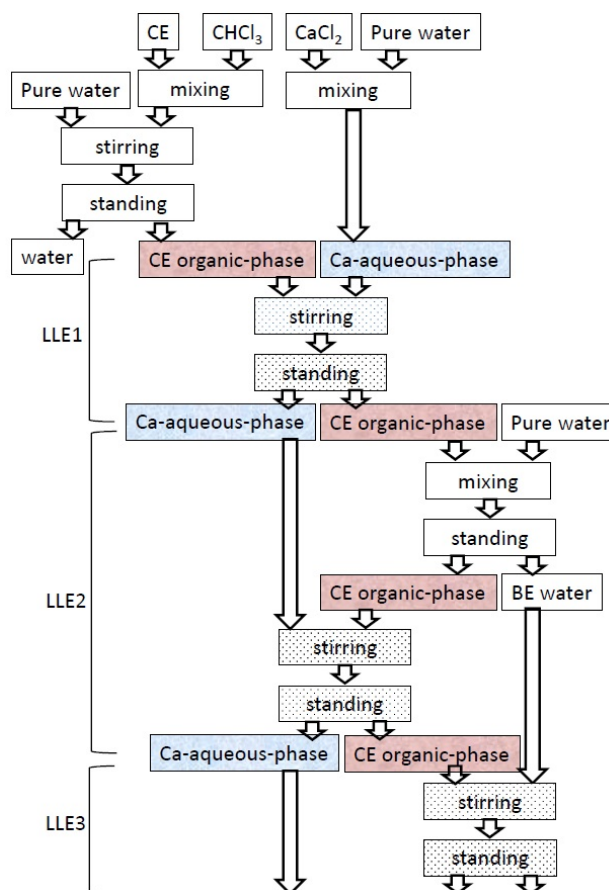 CE
CHCl3
CaCl2
Pure water
Pure water
mixing
mixing
stirring
standing
water
CE organic-phase
Ca-aqueous-phase
LLE1
stirring
standing
Ca-aqueous-phase
CE organic-phase
Pure water
mixing
standing
LLE2
CE organic-phase
BE water
stirring
standing
Ca-aqueous-phase
CE organic-phase
LLE3
stirring
standing